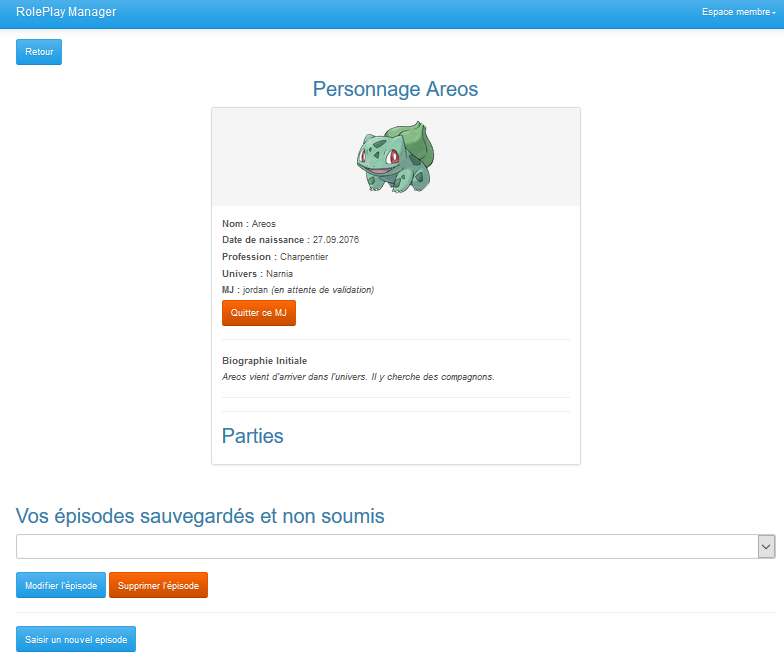 RolePlay Manager
Espace membre
Retour
Personnage Areos
Nom : Areos
Date de naissance : 27.09.2076
Profession : Charpentier
Univers : Narnia
MJ : jordan (en attente de validation)
Quitter ce MJ
Biographie Initiale
Areos vient d'arriver dans l'univers. Il y cherche des compagnons.
Parties
Vos épisodes sauvegardés et non soumis
Modifier l'épisode Supprimer l'épisode
Saisir un nouvel episode